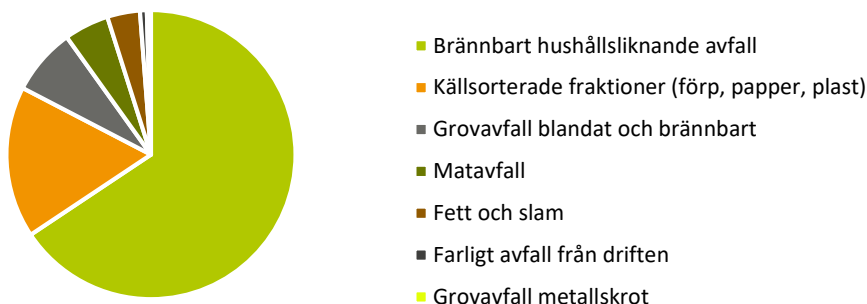 Brännbart hushållsliknande avfall
Källsorterade fraktioner (förp, papper, plast)
Grovavfall blandat och brännbart
Matavfall
Fett och slam
Farligt avfall från driften
Grovavfall metallskrot